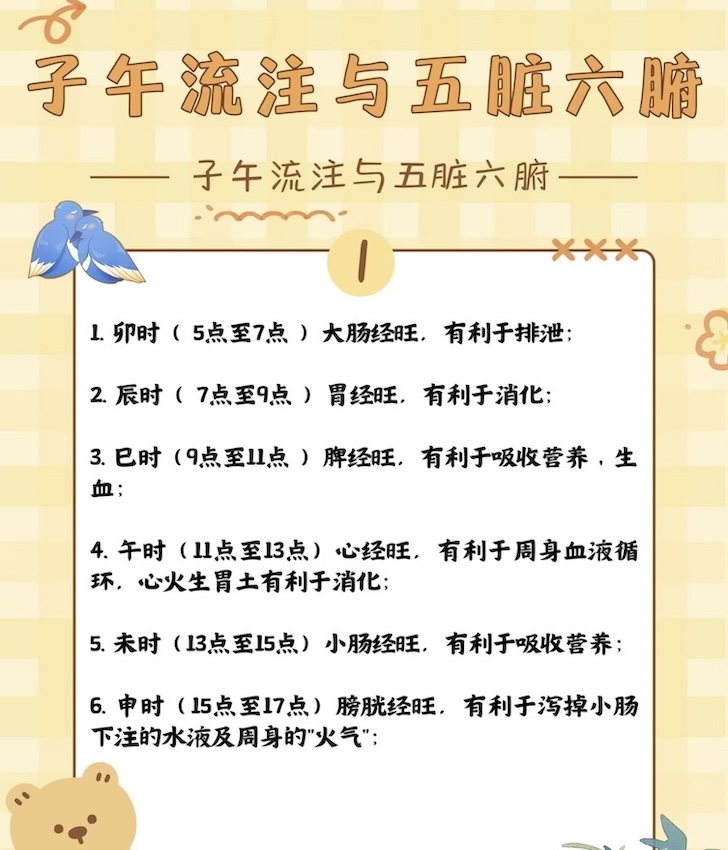 子午流注与五脏六腑
子午流注与五脏六腑
1
1. 卯时（ 5点至7点 ）大肠经旺，有利于排泄；
2. 辰时（ 7点至9点 ）胃经旺，有利于消化；
3. 巳时（9点至11点 ）脾经旺，有利于吸收营养，生
血；
4. 午时（11点至13点）心经旺，有利于周身血液循
环，心火生胃土有利于消化；
5. 未时（13点至15点）小肠经旺，有利于吸收营养；
6. 申时（15点至17点）膀胱经旺，有利于泻掉小肠
下注的水液及周身的"火气"；